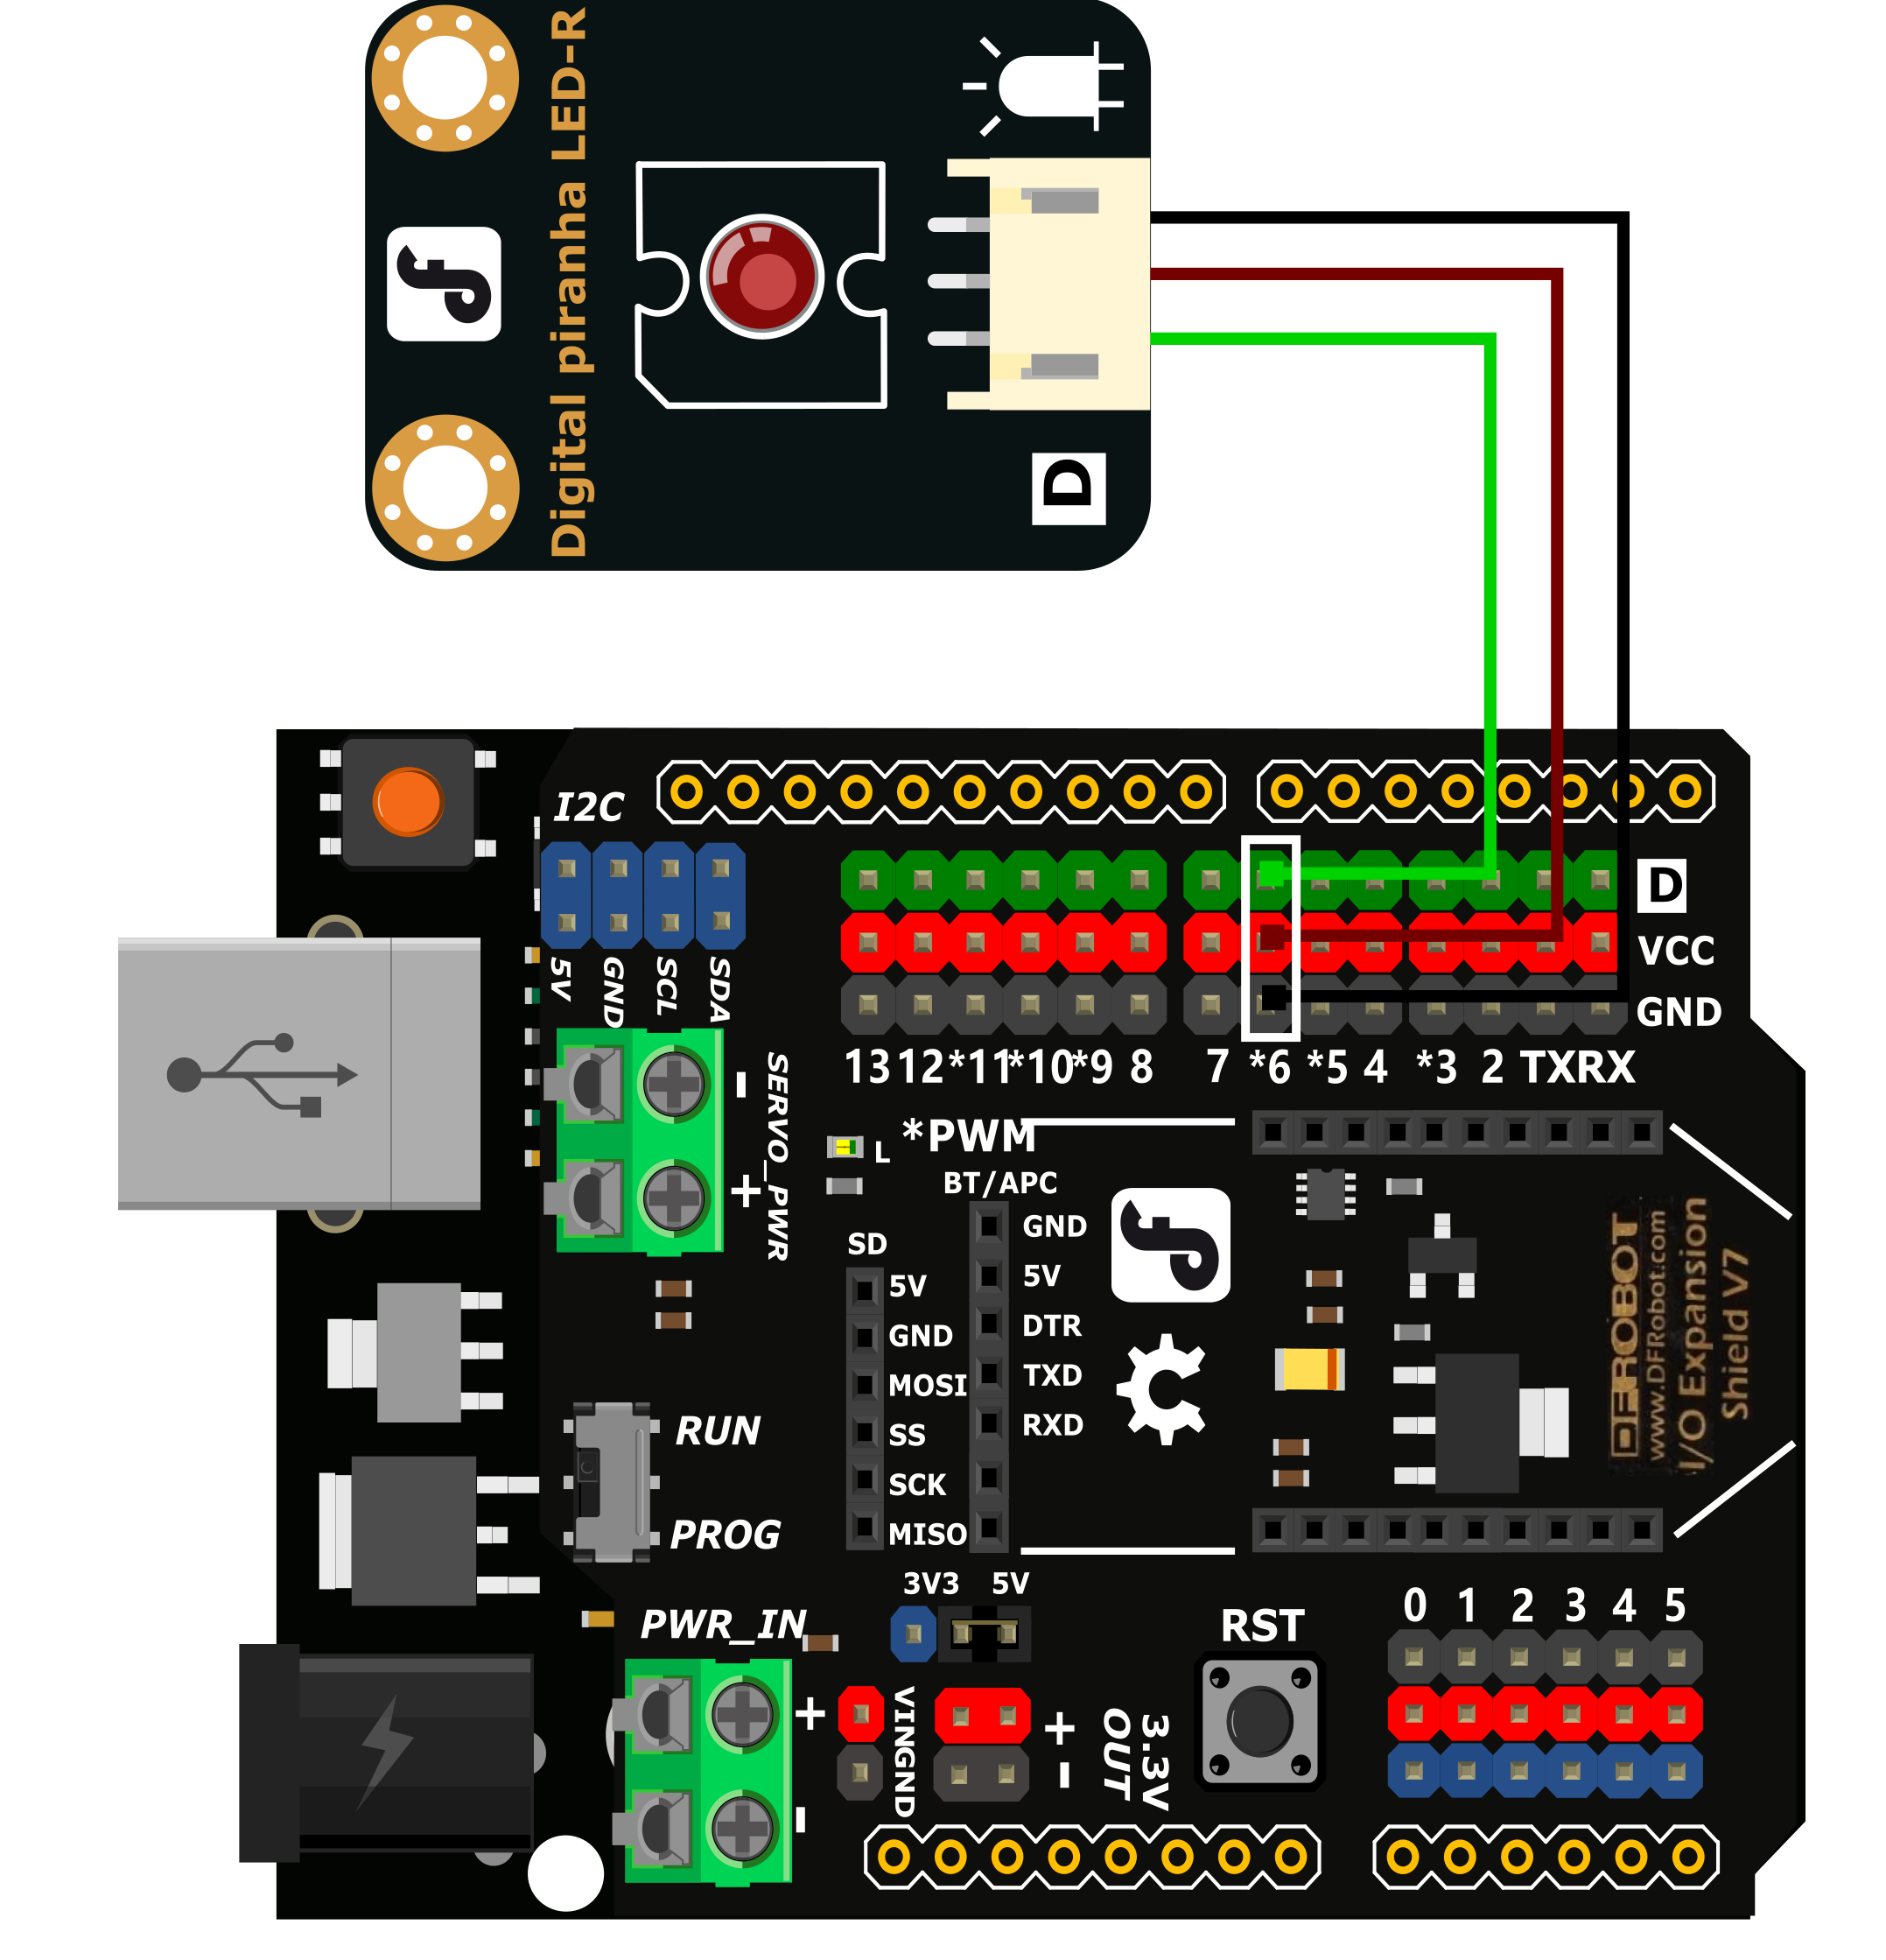 Digital piranha LED-R
D
I2C
5V
GND
SCL
SDA
D
VCC
GND
13 12 *11 *10 *9 8 7 *6 *5 4 *3 2 TX RX
-
+
SERVO_PWR
*PWM
L
BT/APC
GND
5V
DTR
TXD
RXD
SD
5V
GND
MOSI
SS
SCK
MISO
DFROBOT
www.DFRobot.com
I/O Expansion
Shield V7
RUN
PROG
3V3 5V
PWR_IN
+
-
VIN
GND
+
-
3.3V
OUT
RST
0 1 2 3 4 5